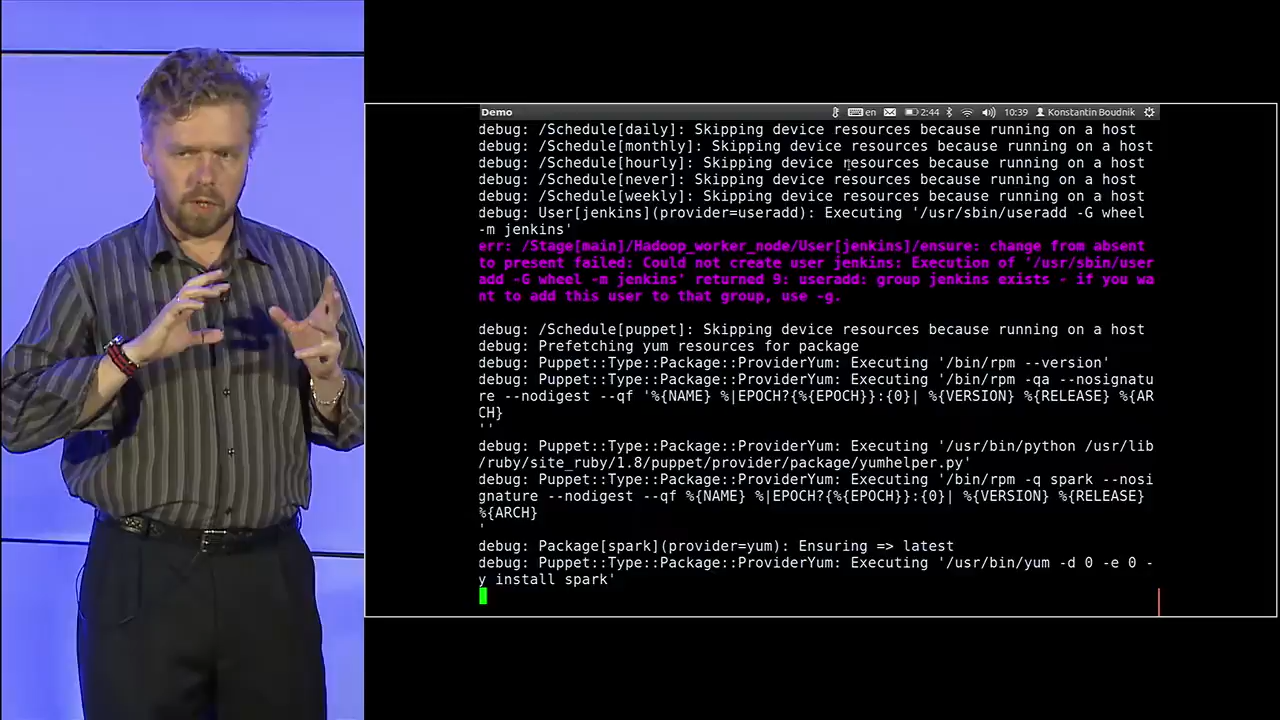 Demo en 2:44 10:39 Konstantin Boudnik
debug: /Schedule[daily]: Skipping device resources because running on a host
debug: /Schedule[monthly]: Skipping device resources because running on a host
debug: /Schedule[hourly]: Skipping device resources because running on a host
debug: /Schedule[never]: Skipping device resources because running on a host
debug: /Schedule[weekly]: Skipping device resources because running on a host
debug: User[jenkins](provider=useradd): Executing '/usr/sbin/useradd -G wheel
-m jenkins'
err: /Stage[main]/Hadoop_worker_node/User[jenkins]/ensure: change from absent
to present failed: Could not create user jenkins: Execution of '/usr/sbin/user
add -G wheel -m jenkins' returned 9: useradd: group jenkins exists - if you wa
nt to add this user to that group, use -g.
debug: /Schedule[puppet]: Skipping device resources because running on a host
debug: Prefetching yum resources for package
debug: Puppet::Type::Package::ProviderYum: Executing '/bin/rpm --version'
debug: Puppet::Type::Package::ProviderYum: Executing '/bin/rpm -qa --nosignatu
re --nodigest --qf '%{NAME} %|EPOCH?{%{EPOCH}}:{0}| %{VERSION} %{RELEASE} %{AR
CH}
''
debug: Puppet::Type::Package::ProviderYum: Executing '/usr/bin/python /usr/lib
/ruby/site_ruby/1.8/puppet/provider/package/yumhelper.py'
debug: Puppet::Type::Package::ProviderYum: Executing '/bin/rpm -q spark --nosi
gnature --nodigest --qf %{NAME} %|EPOCH?{%{EPOCH}}:{0}| %{VERSION} %{RELEASE}
%{ARCH}
'
debug: Package[spark](provider=yum): Ensuring => latest
debug: Puppet::Type::Package::ProviderYum: Executing '/usr/bin/yum -d 0 -e 0 -
y install spark'